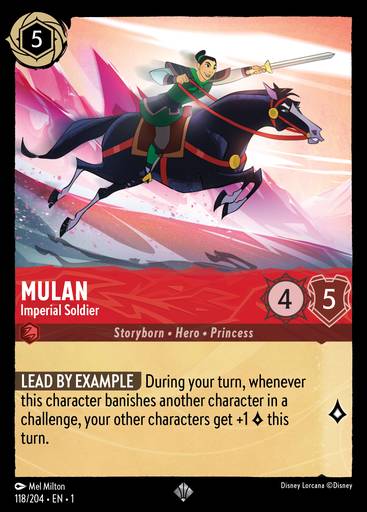 5
MULAN
Imperial Soldier
4
5
Storyborn • Hero • Princess
LEAD BY EXAMPLE During your turn, whenever
this character banishes another character in a
challenge, your other characters get +1 this
turn.
Mel Milton
Disney Lorcana ©Disney
118/204 • EN • 1